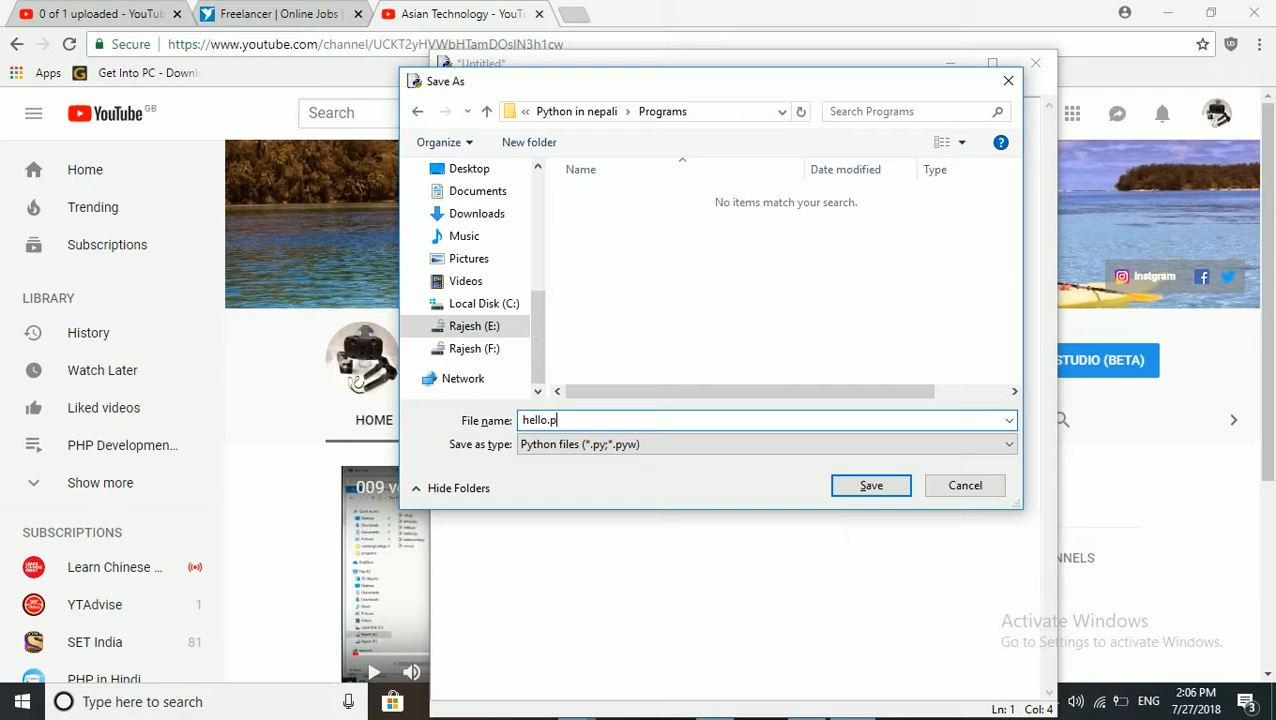 0 of 1 uploaded - YouTub
Freelancer | Online Jobs |
Asian Technology - YouTu
Secure
https://www.youtube.com/channel/UCKT2yHVWbHTamDOsIN3h1cw
Apps
Get Into PC - Downl
*Untitled*
Save As
YouTube GB
Search
Python in nepali
Programs
Search Programs
Organize
New folder
Name
Date modified
Type
No items match your search.
Desktop
Documents
Downloads
Music
Pictures
Videos
Local Disk (C:)
Rajesh (E:)
Rajesh (F:)
Network
File name:
hello.p
Save as type:
Python files (*.py;*.pyw)
Hide Folders
Save
Cancel
Home
Trending
Subscriptions
LIBRARY
History
Watch Later
Liked videos
PHP Developmen...
Show more
SUBSCRIPTIONS
Learn Chinese ...
YTAdvise
1
SET India
81
PHP in hindi
HOME
009
Instgram
STUDIO (BETA)
Activate Windows
Go to Settings to activate Windows.
Ln: 1
Col: 4
Type here to search
ENG
2:06 PM
7/27/2018
3